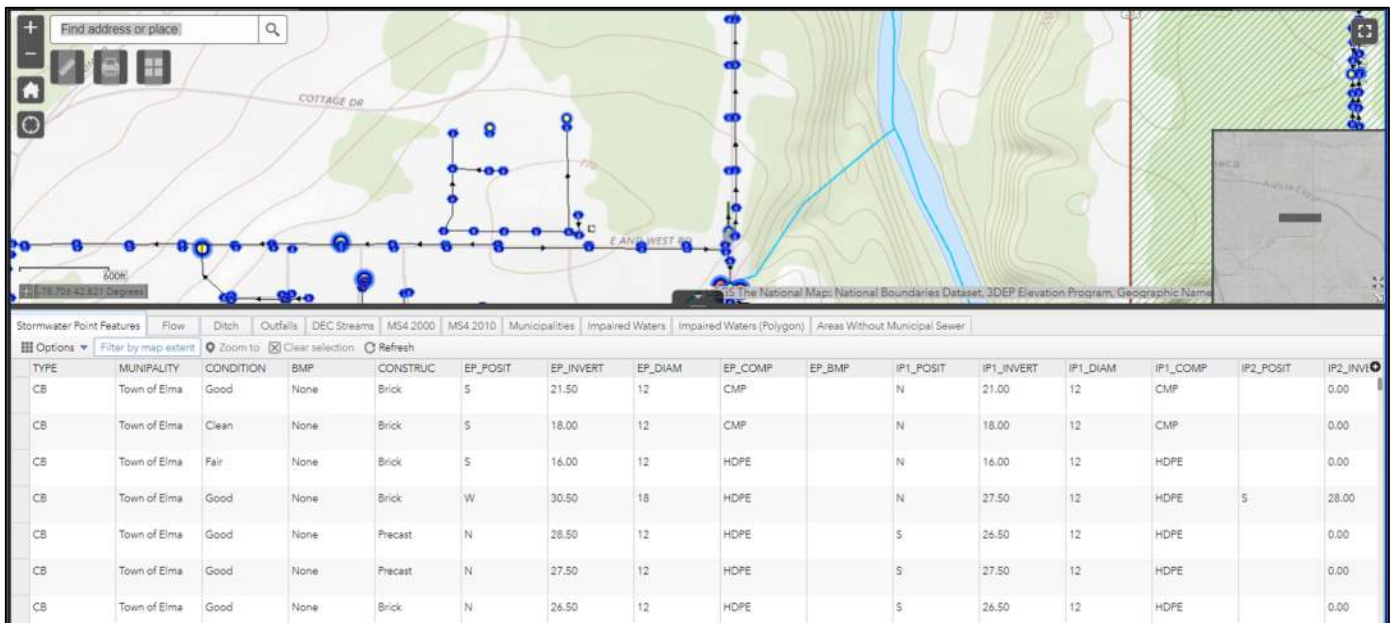 + Find address or place
−
COTTAGE DR
770
E AND WEST RD
600ft
-78.706 42.821 Degrees
The National Map: National Boundaries Dataset, 3DEP Elevation Program, Geographic Name
Stormwater Point Features Flow Ditch Outfalls DEC Streams MS4 2000 MS4 2010 Municipalities Impaired Waters Impaired Waters (Polygon) Areas Without Municipal Sewer
Options Filter by map extent Zoom to Clear selection Refresh
TYPE MUNIPALITY CONDITION BMP CONSTRUC EP_POSIT EP_INVERT EP_DIAM EP_COMP EP_BMP IP1_POSIT IP1_INVERT IP1_DIAM IP1_COMP IP2_POSIT IP2_INVE
CB Town of Elma Good None Brick S 21.50 12 CMP N 21.00 12 CMP 0.00
CB Town of Elma Clean None Brick S 18.00 12 CMP N 18.00 12 CMP 0.00
CB Town of Elma Fair None Brick S 16.00 12 HDPE N 16.00 12 HDPE 0.00
CB Town of Elma Good None Brick W 30.50 18 HDPE N 27.50 12 HDPE S 28.00
CB Town of Elma Good None Precast N 28.50 12 HDPE S 26.50 12 HDPE 0.00
CB Town of Elma Good None Precast N 27.50 12 HDPE S 27.50 12 HDPE 0.00
CB Town of Elma Good None Brick N 26.50 12 HDPE S 26.50 12 HDPE 0.00